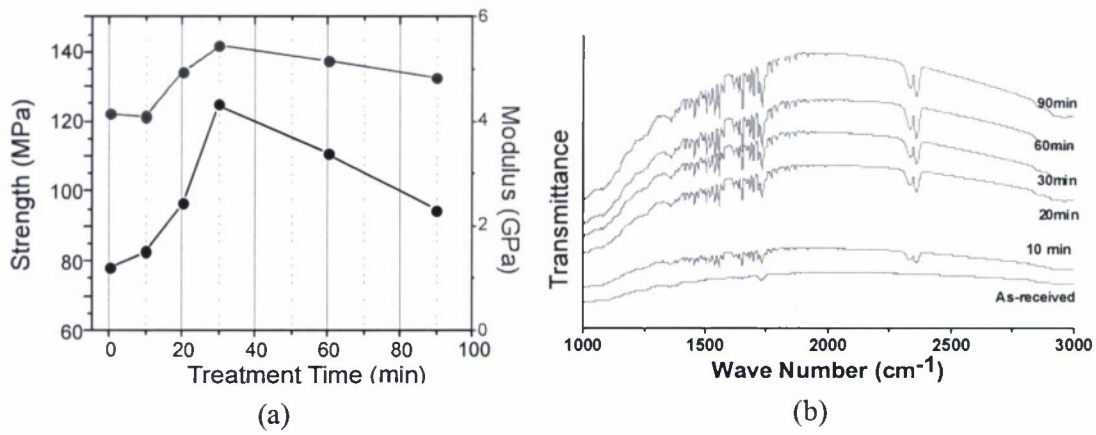 140
120
100
80
60
Strength (MPa)
6
4
2
0
Modulus (GPa)
0 20 40 60 80 100
Treatment Time (min)
(a)
Transmittance
90min
60min
30min
20min
10 min
As-received
1000 1500 2000 2500 3000
Wave Number (cm-1)
(b)